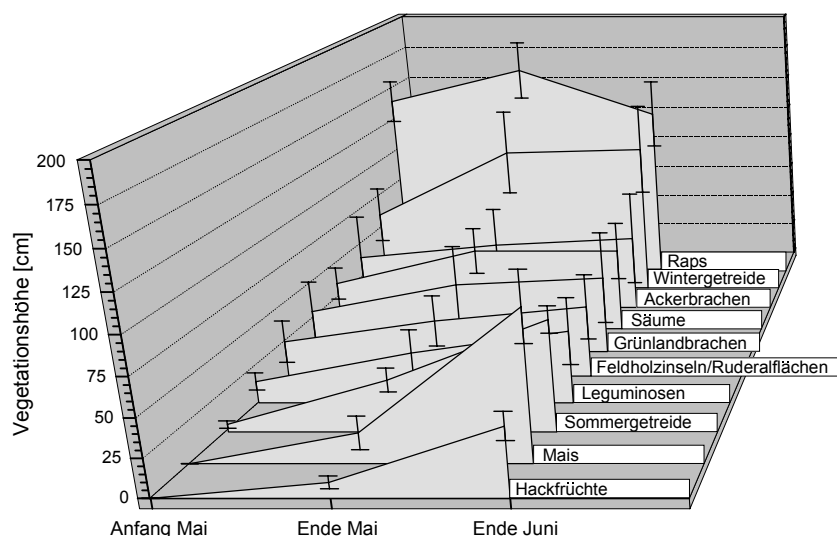 Vegetationshöhe [cm]
200
175
150
125
100
75
50
25
0
Anfang Mai
Ende Mai
Ende Juni
Raps
Wintergetreide
Ackerbrachen
Säume
Grünlandbrachen
Feldholzinseln/Ruderalflächen
Leguminosen
Sommergetreide
Mais
Hackfrüchte